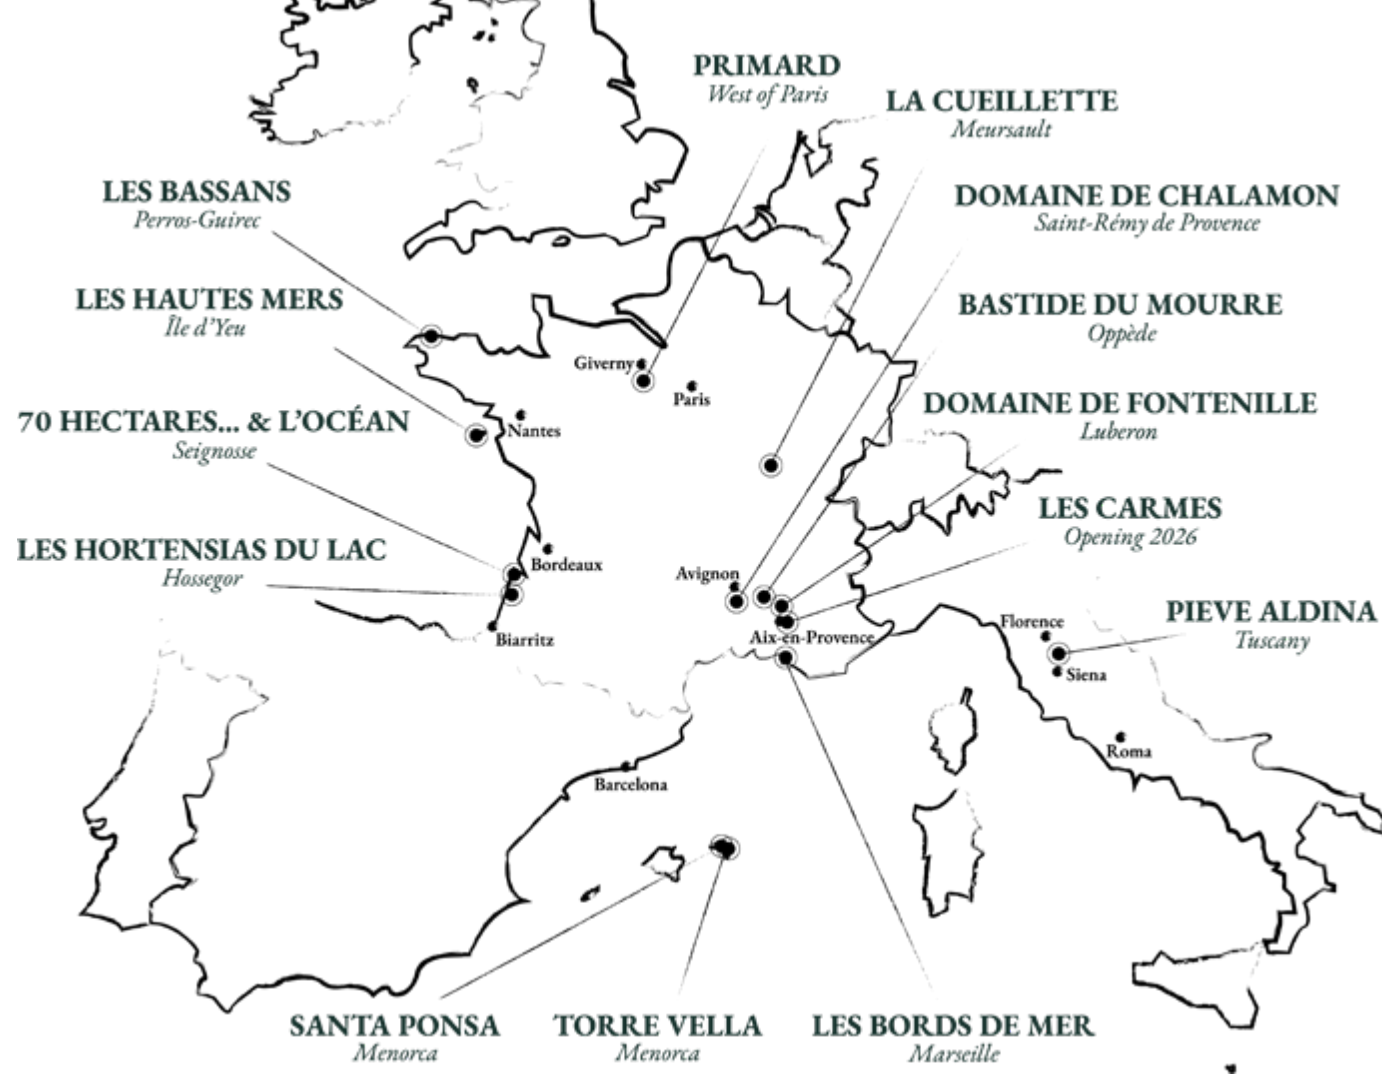 PRIMARD
West of Paris
LA CUEILLETTE
Meursault
LES BASSANS
Perros-Guirec
DOMAINE DE CHALAMON
Saint-Rémy de Provence
LES HAUTES MERS
Île d'Yeu
BASTIDE DU MOURRE
Oppède
Giverny
Paris
70 HECTARES... & L'OCÉAN
Seignosse
Nantes
DOMAINE DE FONTENILLE
Luberon
LES CARMES
Opening 2026
LES HORTENSIAS DU LAC
Hossegor
Bordeaux
Avignon
Biarritz
Aix-en-Provence
Florence
PIEVE ALDINA
Tuscany
Siena
Roma
Barcelona
SANTA PONSA
Menorca
TORRE VELLA
Menorca
LES BORDS DE MER
Marseille